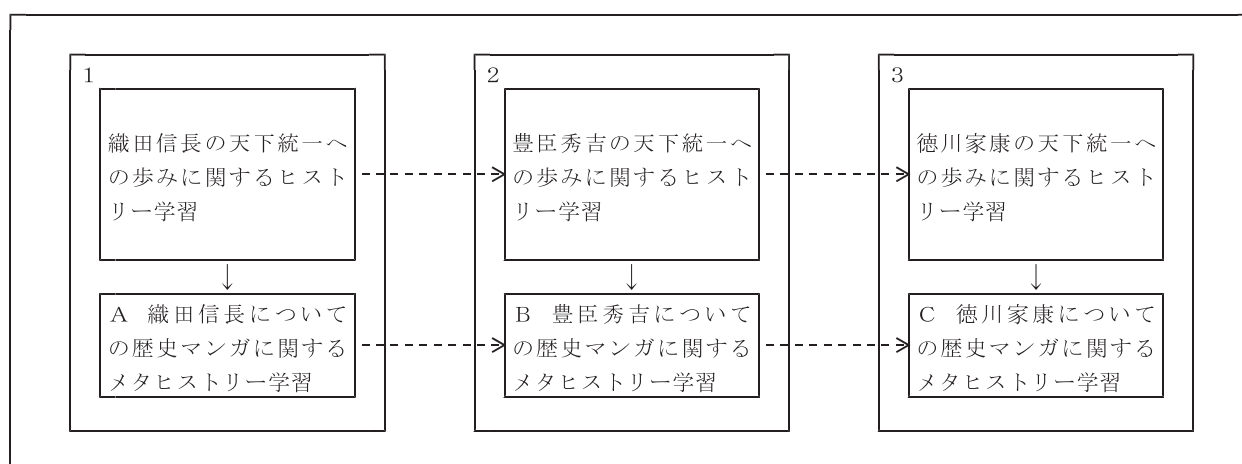 1
織田信長の天下統一へ
の歩みに関するヒスト
リー学習
↓
A 織田信長について
の歴史マンガに関する
メタヒストリー学習
2
豊臣秀吉の天下統一へ
の歩みに関するヒスト
リー学習
↓
B 豊臣秀吉について
の歴史マンガに関する
メタヒストリー学習
3
徳川家康の天下統一へ
の歩みに関するヒスト
リー学習
↓
C 徳川家康について
の歴史マンガに関する
メタヒストリー学習